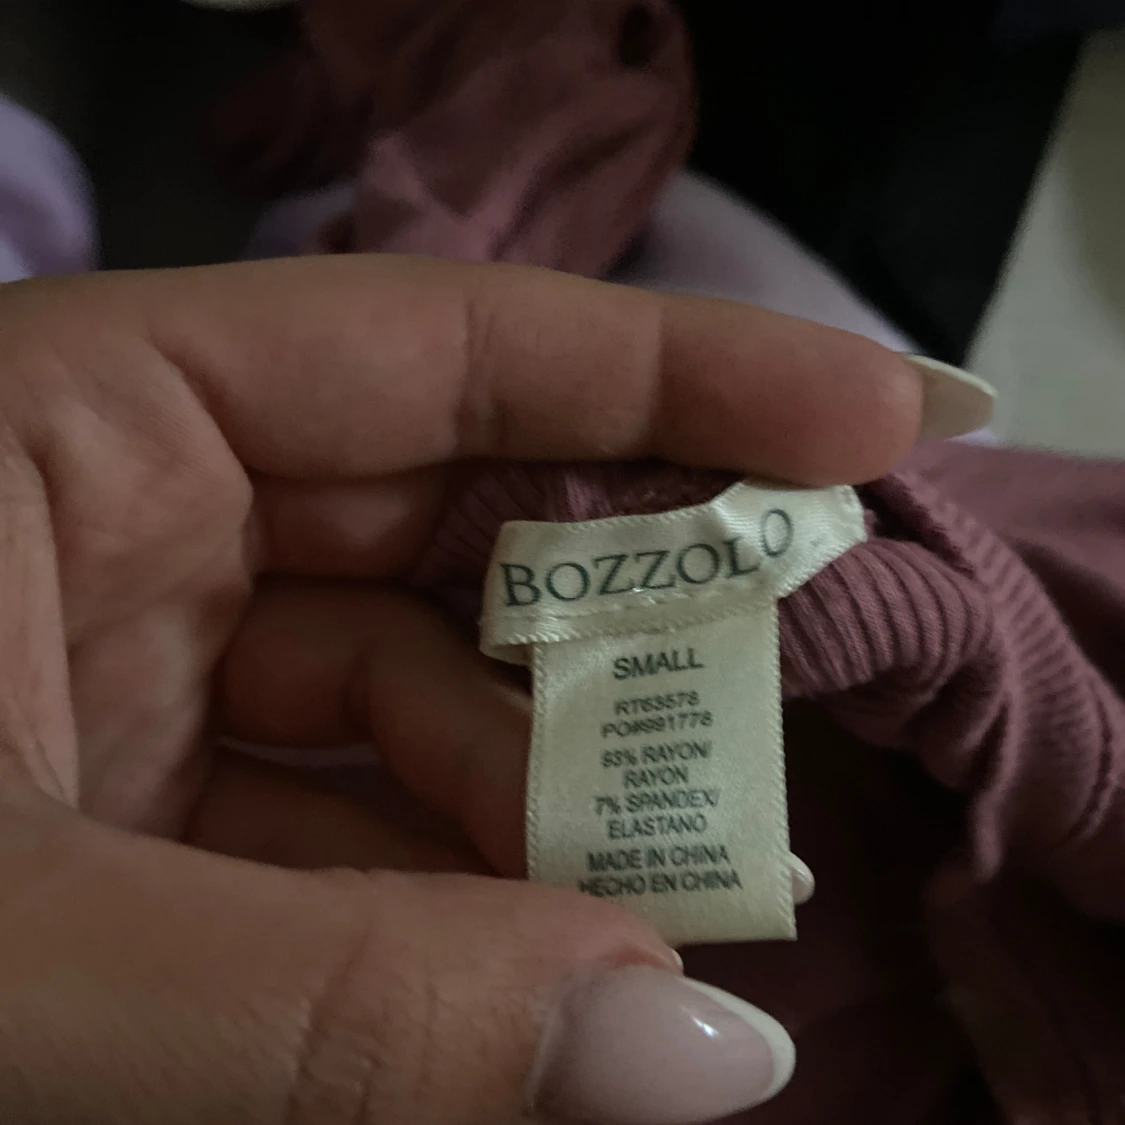 BOZZOLO
SMALL
RT63578
PO#991778
93% RAYON/
RAYON
7% SPANDEX/
ELASTANO
MADE IN CHINA
HECHO EN CHINA